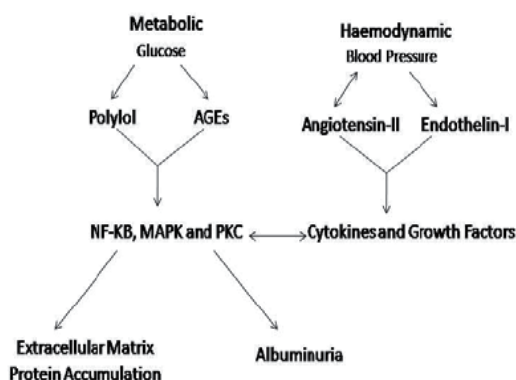 Metabolic
Glucose
Haemodynamic
Blood Pressure
Polylol
AGEs
Angiotensin-II
Endothelin-I
NF-KB, MAPK and PKC
Cytokines and Growth Factors
Extracellular Matrix
Protein Accumulation
Albuminuria